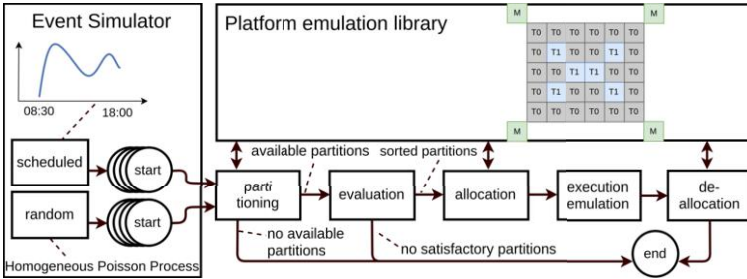 Event Simulator
08:30
18:00
scheduled
start
random
start
Homogeneous Poisson Process
Platform emulation library
M
M
T0 T0 T0 T0 T0 T0
T0 T1 T0 T0 T1 T0
T0 T0 T1 T1 T0 T0
T0 T1 T0 T0 T1 T0
T0 T0 T0 T0 T0 T0
M
M
available partitions
sorted partitions
parti
tioning
evaluation
allocation
execution
emulation
de-
allocation
no available
partitions
no satisfactory partitions
end